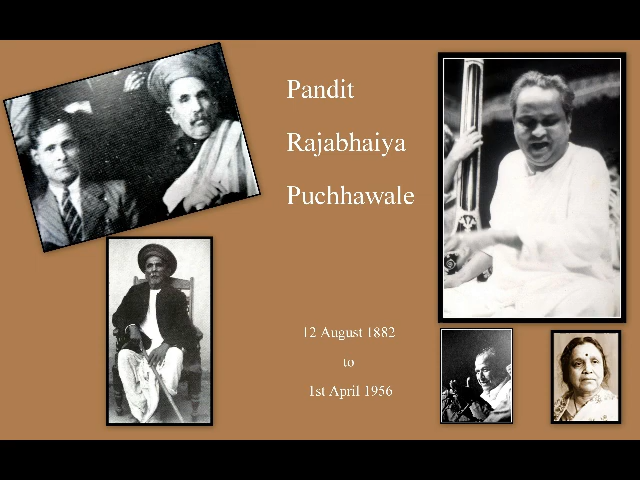 Pandit
Rajabhaiya
Puchhawale
12 August 1882
to
1st April 1956